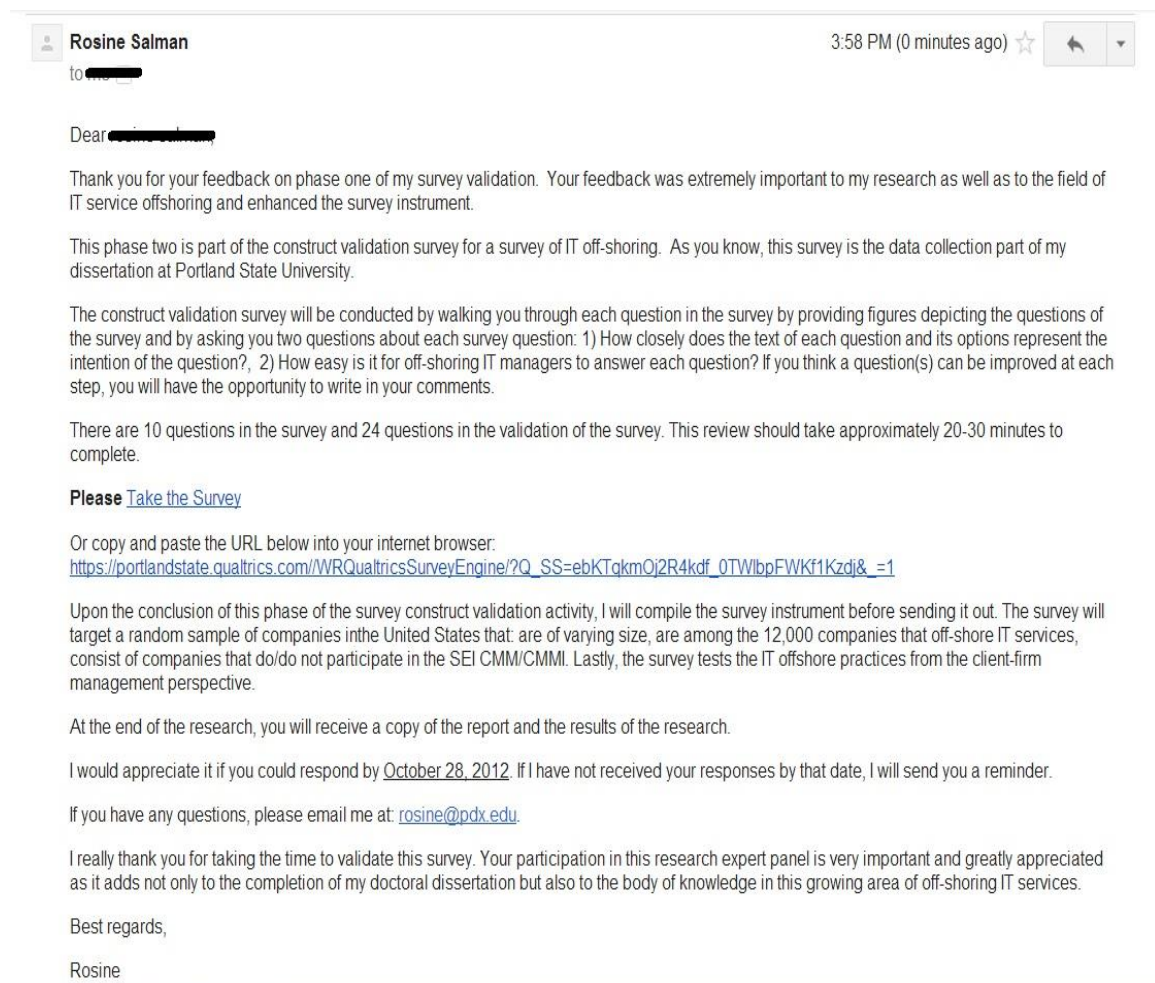 Rosine Salman
3:58 PM (0 minutes ago)
to
Dear
Thank you for your feedback on phase one of my survey validation.  Your feedback was extremely important to my research as well as to the field of
IT service offshoring and enhanced the survey instrument.
This phase two is part of the construct validation survey for a survey of IT off-shoring.  As you know, this survey is the data collection part of my
dissertation at Portland State University.
The construct validation survey will be conducted by walking you through each question in the survey by providing figures depicting the questions of
the survey and by asking you two questions about each survey question: 1) How closely does the text of each question and its options represent the
intention of the question?,  2) How easy is it for off-shoring IT managers to answer each question? If you think a question(s) can be improved at each
step, you will have the opportunity to write in your comments.
There are 10 questions in the survey and 24 questions in the validation of the survey. This review should take approximately 20-30 minutes to
complete.
Please Take the Survey
Or copy and paste the URL below into your internet browser:
https://portlandstate.qualtrics.com//WRQualtricsSurveyEngine/?Q_SS=ebKTqkmOj2R4kdf_0TWlbpFWKf1Kzdj&_=1
Upon the conclusion of this phase of the survey construct validation activity, I will compile the survey instrument before sending it out. The survey will
target a random sample of companies inthe United States that: are of varying size, are among the 12,000 companies that off-shore IT services,
consist of companies that do/do not participate in the SEI CMM/CMMI. Lastly, the survey tests the IT offshore practices from the client-firm
management perspective.
At the end of the research, you will receive a copy of the report and the results of the research.
I would appreciate it if you could respond by October 28, 2012. If I have not received your responses by that date, I will send you a reminder.
If you have any questions, please email me at: rosine@pdx.edu.
I really thank you for taking the time to validate this survey. Your participation in this research expert panel is very important and greatly appreciated
as it adds not only to the completion of my doctoral dissertation but also to the body of knowledge in this growing area of off-shoring IT services.
Best regards,
Rosine